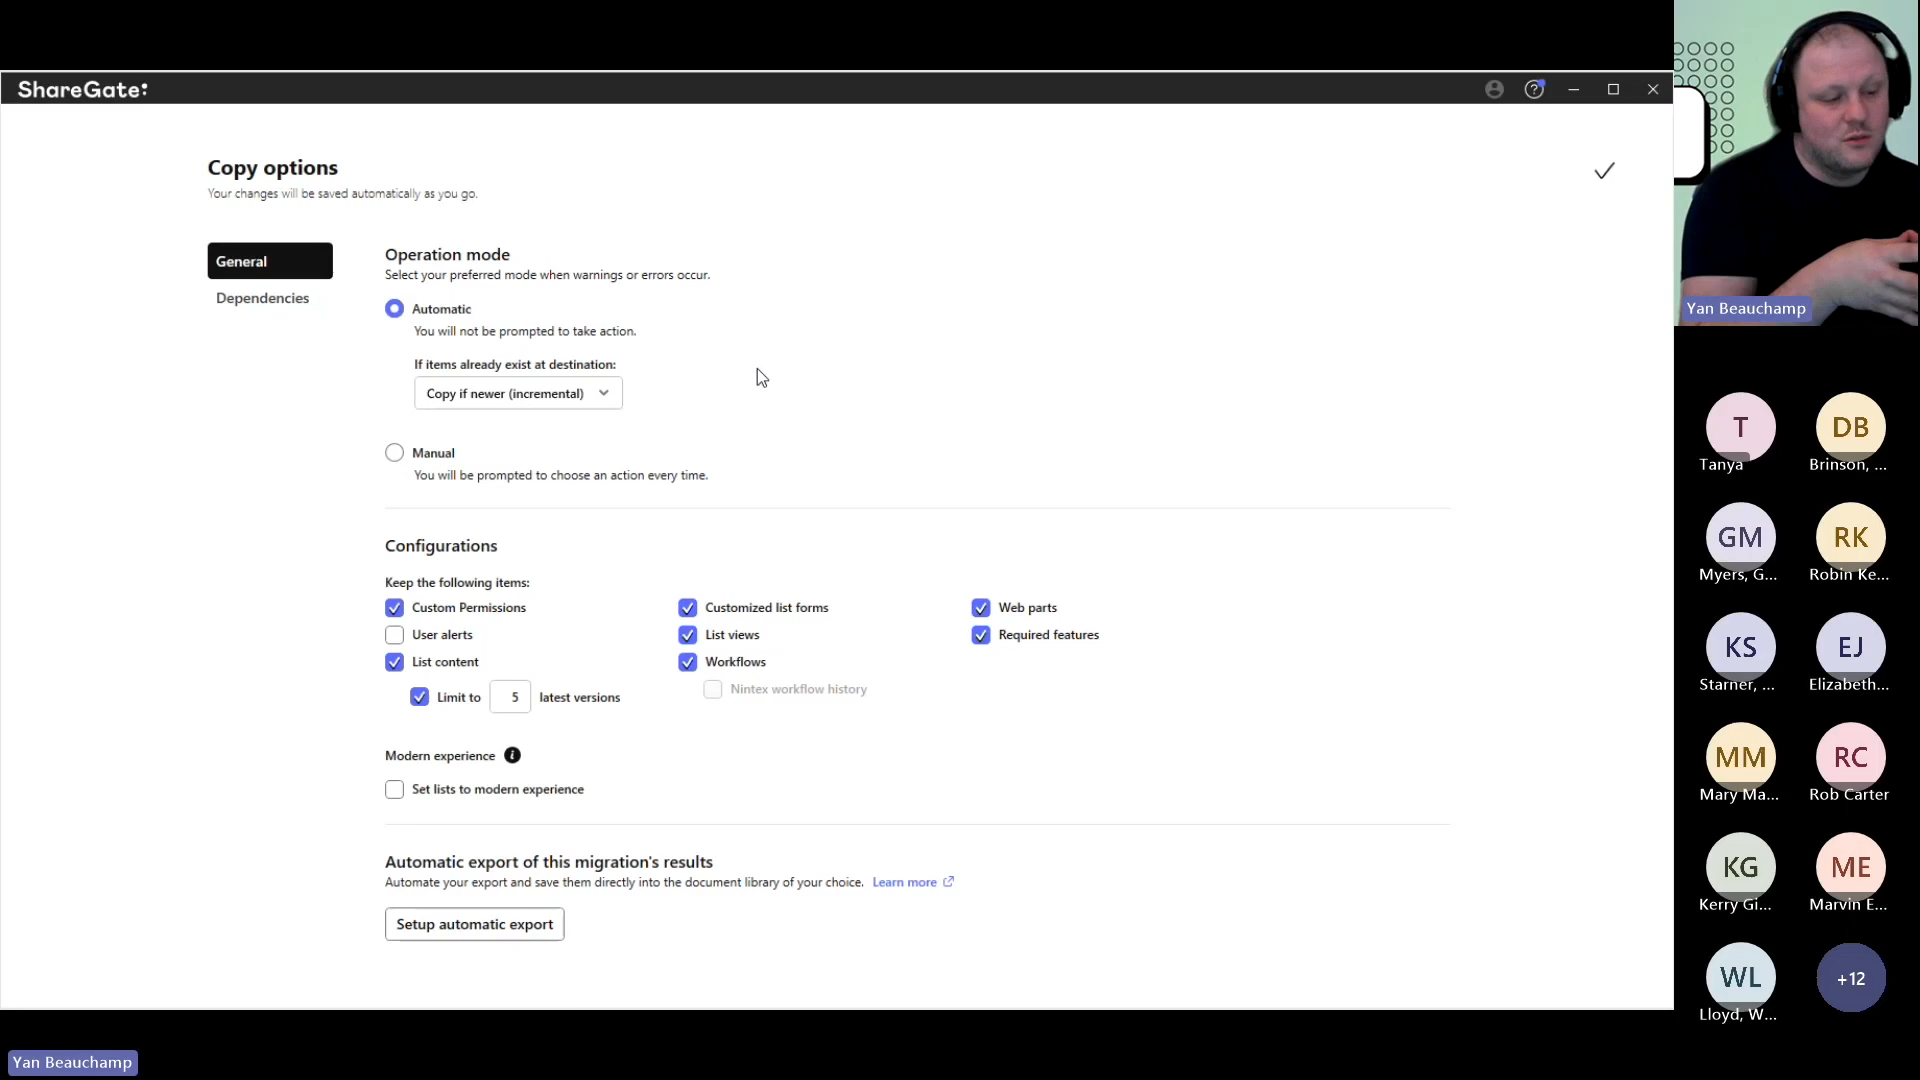 ShareGate:
Copy options
Your changes will be saved automatically as you go.
General
Dependencies
Operation mode
Select your preferred mode when warnings or errors occur.
Automatic
You will not be prompted to take action.
If items already exist at destination:
Copy if newer (incremental)
Manual
You will be prompted to choose an action every time.
Configurations
Keep the following items:
Custom Permissions
Customized list forms
Web parts
User alerts
List views
Required features
List content
Workflows
Limit to 5 latest versions
Nintex workflow history
Modern experience
Set lists to modern experience
Automatic export of this migration's results
Automate your export and save them directly into the document library of your choice. Learn more
Setup automatic export
Yan Beauchamp
T
Tanya
DB
Brinson, ...
GM
Myers, G...
RK
Robin Ke...
KS
Starner, ...
EJ
Elizabeth...
MM
Mary Ma...
RC
Rob Carter
KG
Kerry Gi...
ME
Marvin E...
WL
Lloyd, W...
+12
Yan Beauchamp